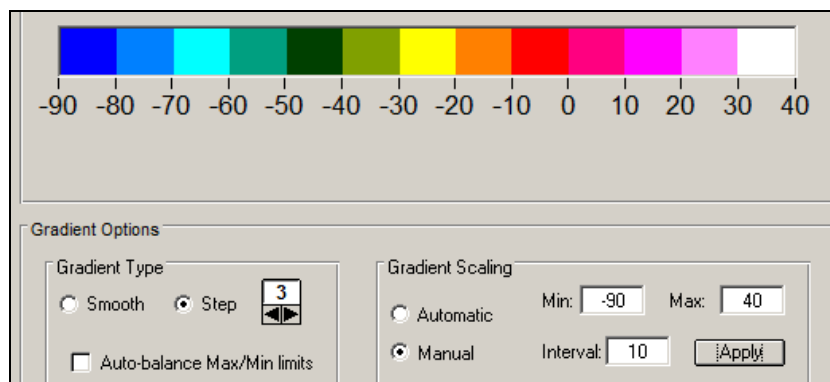 -90 -80 -70 -60 -50 -40 -30 -20 -10 0 10 20 30 40
Gradient Options
Gradient Type
Smooth Step 3
Auto-balance Max/Min limits
Gradient Scaling
Automatic Min: -90 Max: 40
Manual Interval: 10 Apply